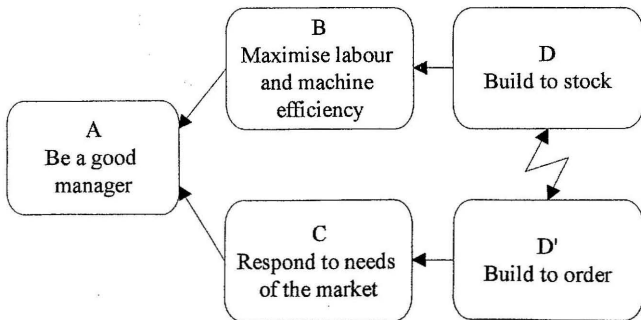 A
Be a good
manager
B
Maximise labour
and machine
efficiency
C
Respond to needs
of the market
D
Build to stock
D'
Build to order